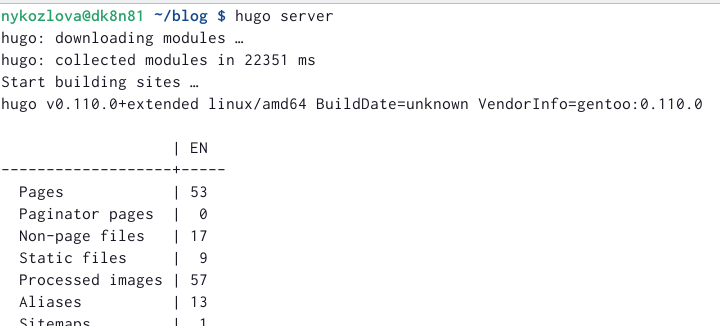 nykozlova@dk8n81 ~/blog $ hugo server
hugo: downloading modules …
hugo: collected modules in 22351 ms
Start building sites …
hugo v0.110.0+extended linux/amd64 BuildDate=unknown VendorInfo=gentoo:0.110.0
                   | EN
-------------------+-----
  Pages            | 53
  Paginator pages  |  0
  Non-page files   | 17
  Static files     |  9
  Processed images | 57
  Aliases          | 13
  Sitemaps         |  1